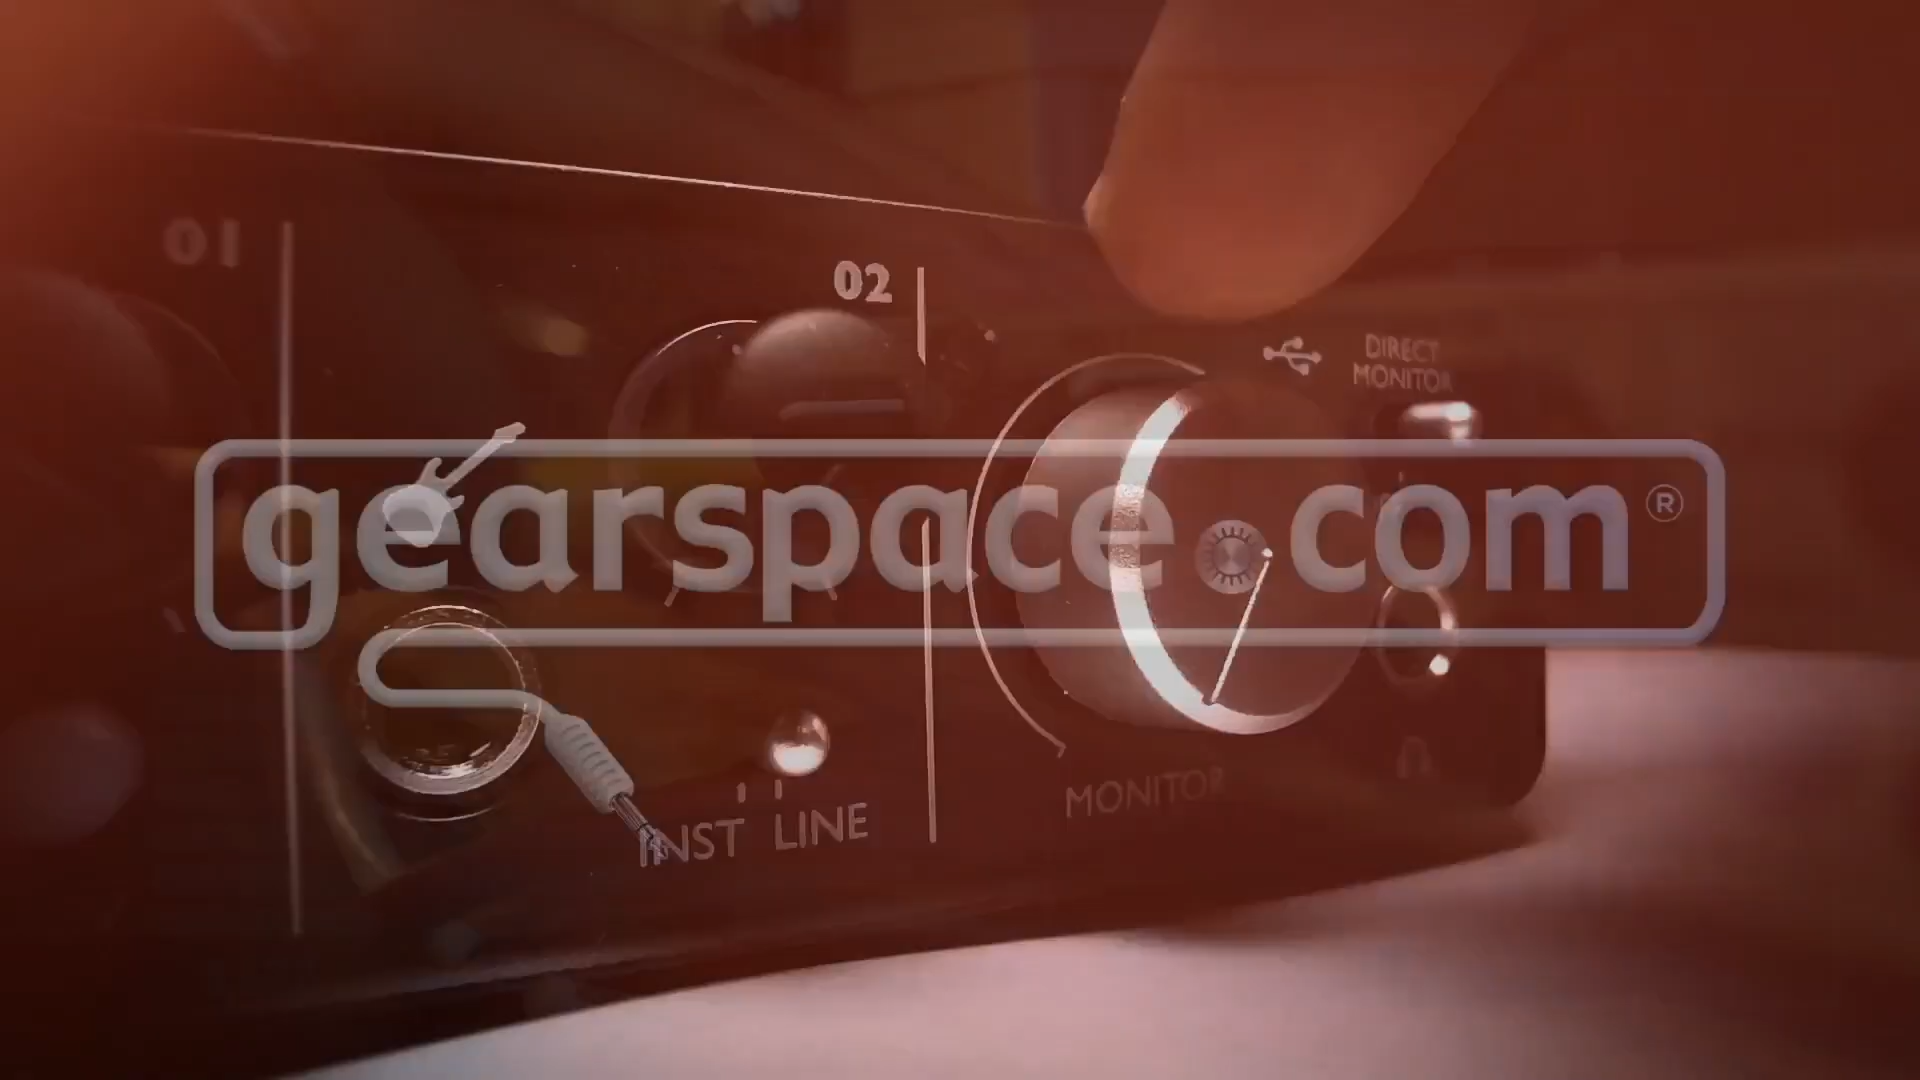 01
02
DIRECT
MONITOR
gearspace.com®
INST LINE
MONITOR